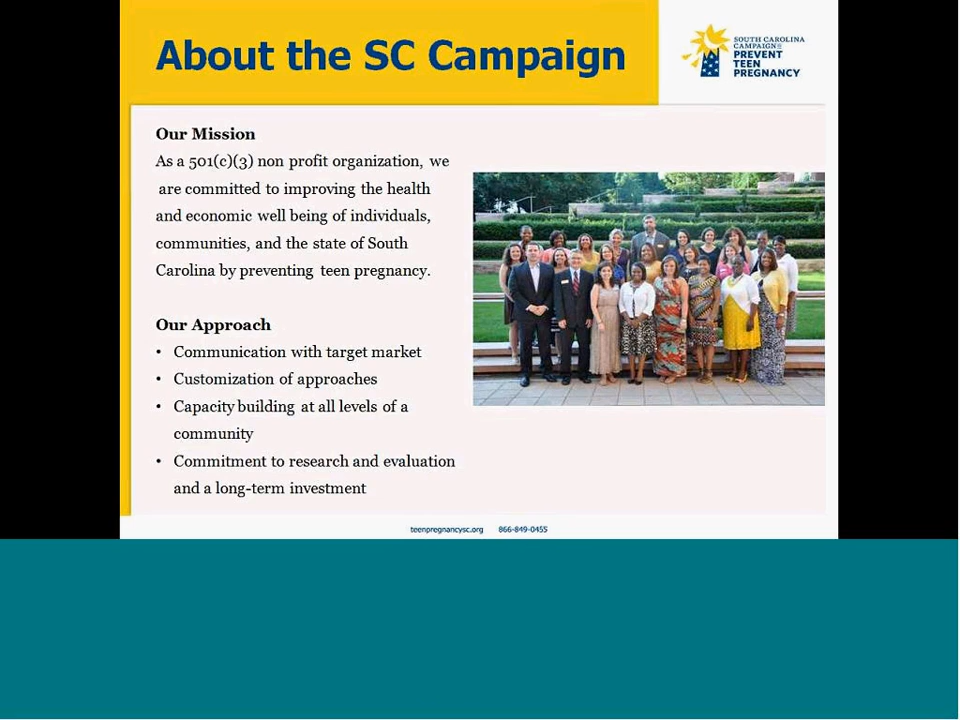 About the SC Campaign
SOUTH CAROLINA
CAMPAIGN TO
PREVENT
TEEN
PREGNANCY
Our Mission
As a 501(c)(3) non profit organization, we
are committed to improving the health
and economic well being of individuals,
communities, and the state of South
Carolina by preventing teen pregnancy.
Our Approach
• Communication with target market
• Customization of approaches
• Capacity building at all levels of a
community
• Commitment to research and evaluation
and a long-term investment
teenpregnancysc.org 866-849-0455